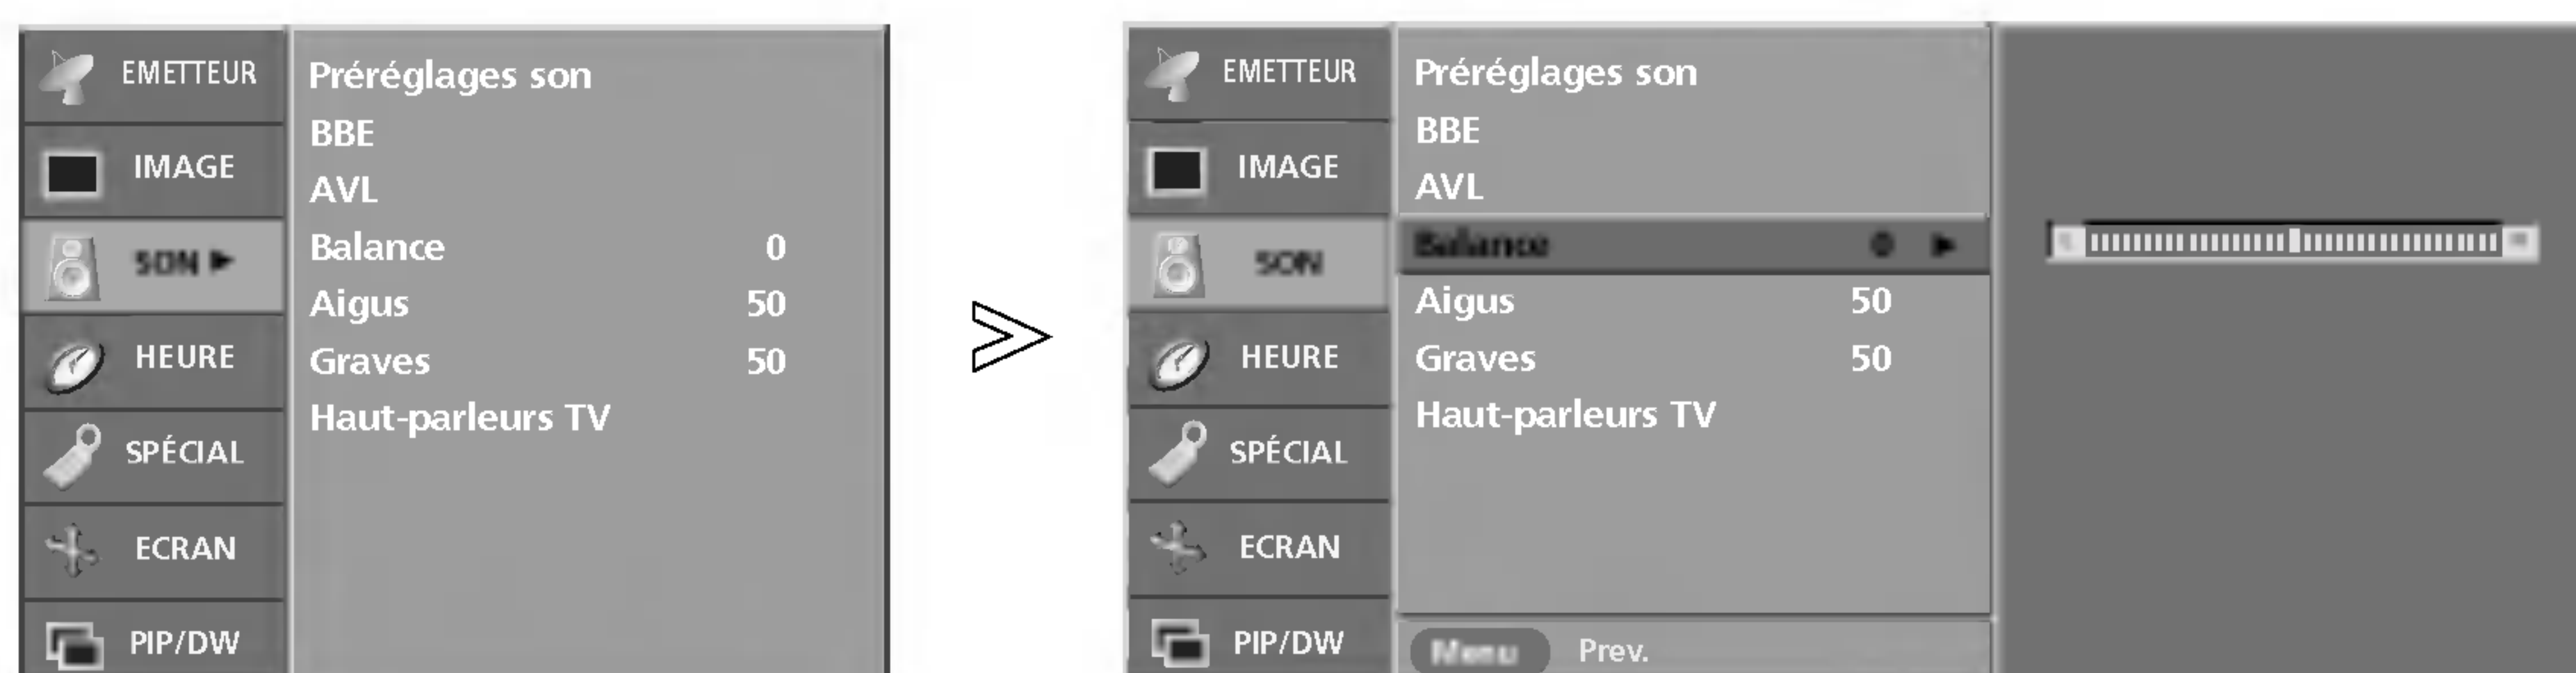 EMETTEUR
IMAGE
SON
HEURE
SPÉCIAL
ECRAN
PIP/DW
Préréglages son
BBE
AVL
Balance 0
Aigus 50
Graves 50
Haut-parleurs TV
EMETTEUR
IMAGE
SON
HEURE
SPÉCIAL
ECRAN
PIP/DW
Préréglages son
BBE
AVL
Balance 0
Aigus 50
Graves 50
Haut-parleurs TV
Menu Prev.